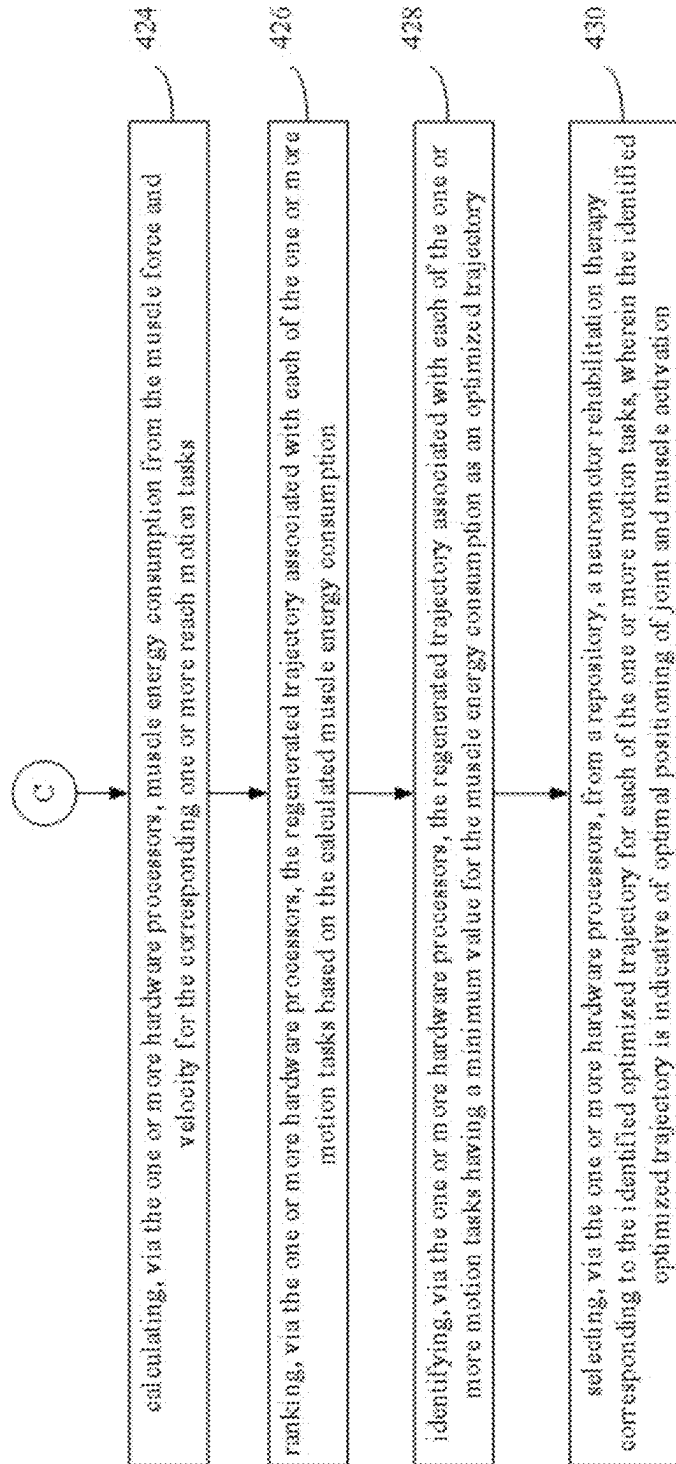 C
calculating, via the one or more hardware processors, muscle energy consumption from the muscle force and
velocity for the corresponding one or more reach motion tasks
424
ranking, via the one or more hardware processors, the regenerated trajectory associated with each of the one or more
motion tasks based on the calculated muscle energy consumption
426
identifying, via the one or more hardware processors, the regenerated trajectory associated with each of the one or
more motion tasks having a minimum value for the muscle energy consumption as an optimized trajectory
428
selecting, via the one or more hardware processors, from a repository, a neuromotor rehabilitation therapy
corresponding to the identified optimized trajectory for each of the one or more motion tasks, wherein the identified
optimized trajectory is indicative of optimal positioning of joint and muscle activation
430